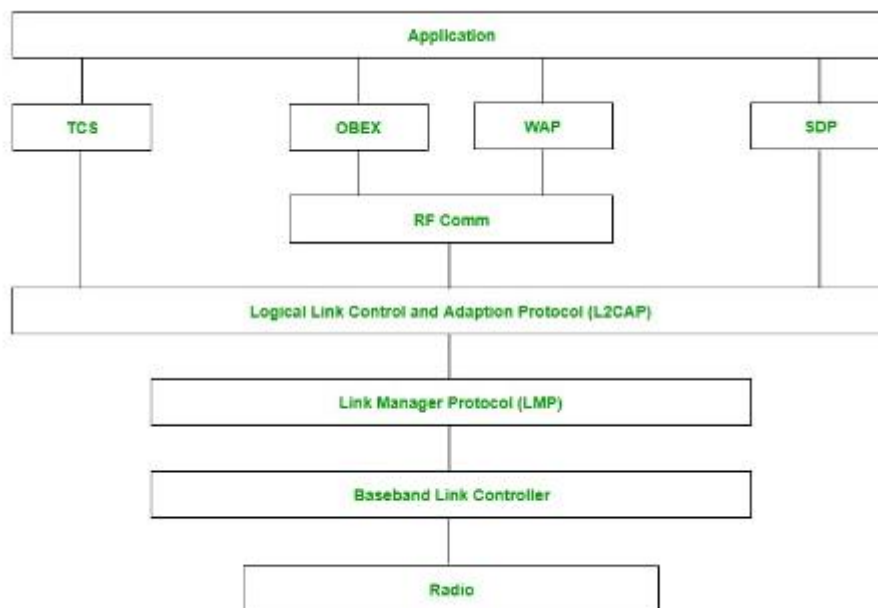 Application
TCS
OBEX
WAP
SDP
RF Comm
Logical Link Control and Adaption Protocol (L2CAP)
Link Manager Protocol (LMP)
Baseband Link Controller
Radio